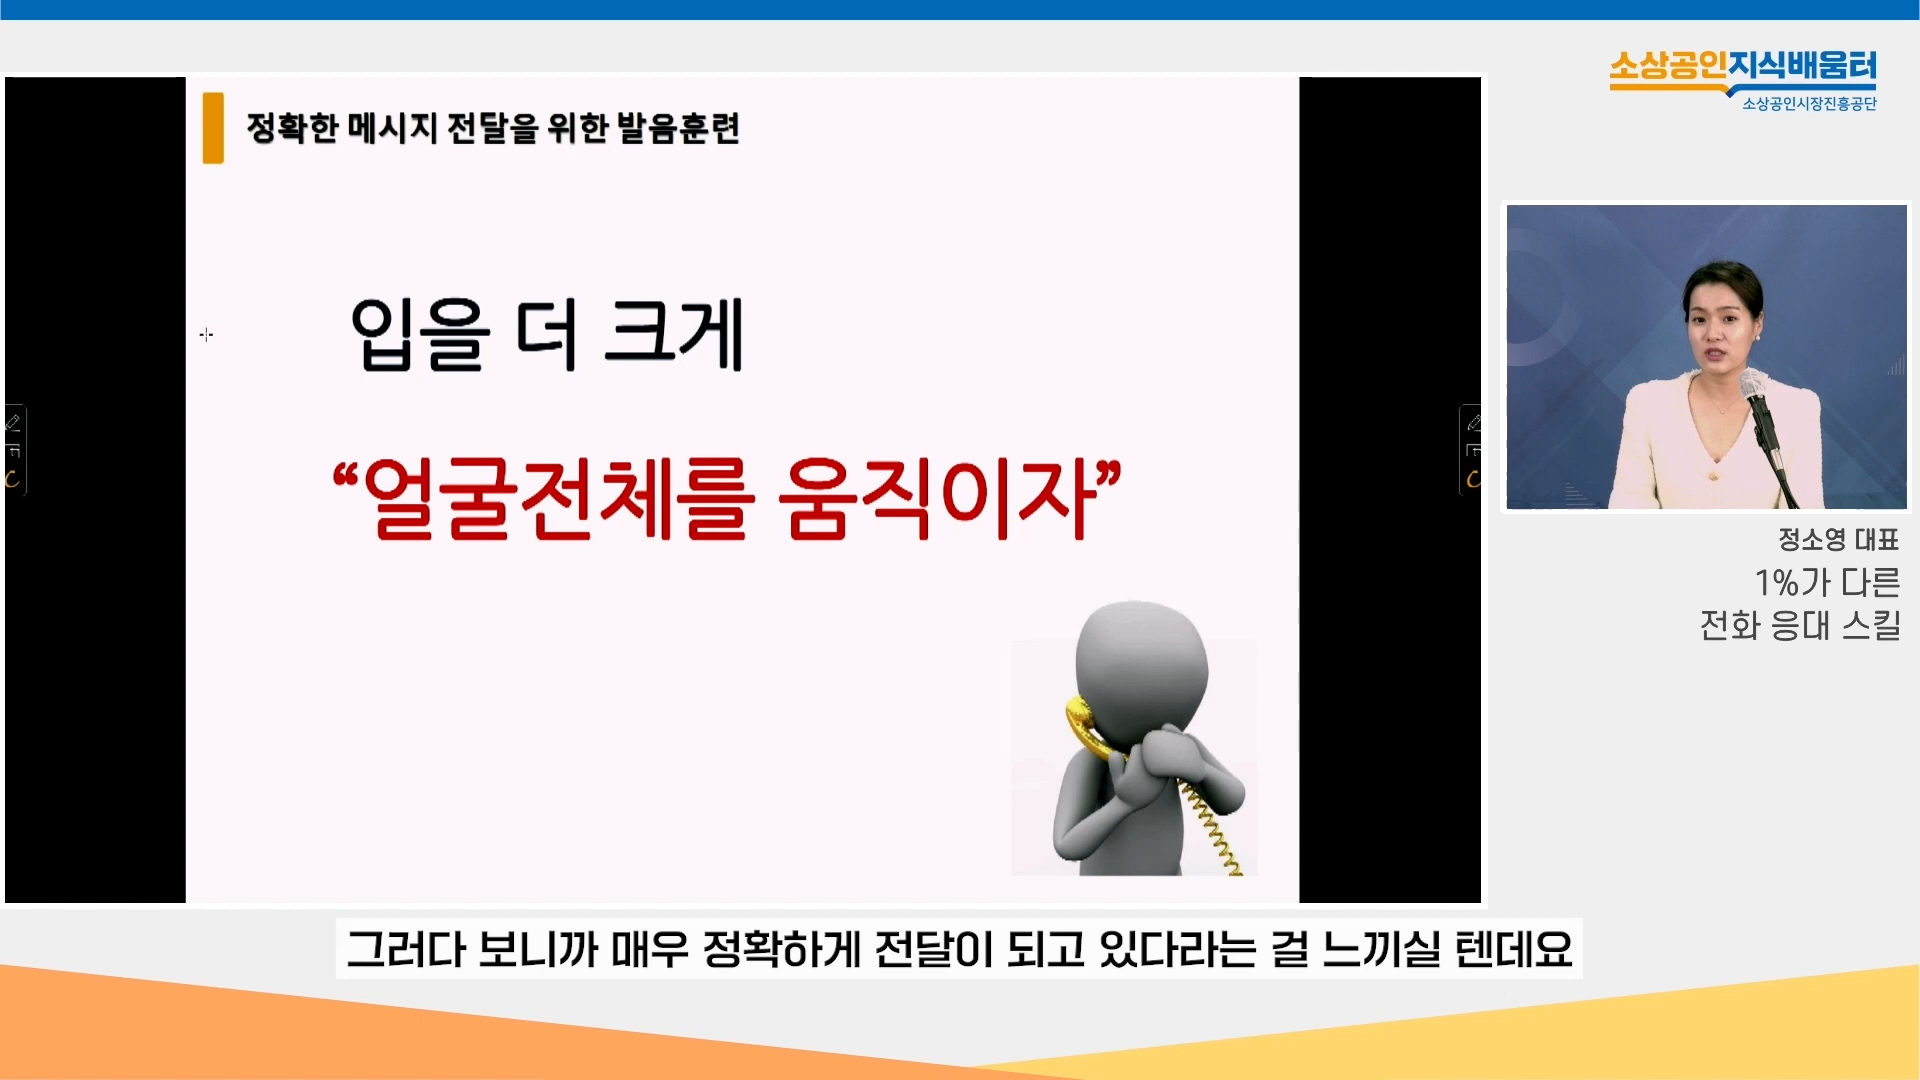 소상공인지식배움터
소상공인시장진흥공단
정확한 메시지 전달을 위한 발음훈련
입을 더 크게
“얼굴전체를 움직이자”
정소영 대표
1%가 다른
전화 응대 스킬
그러다 보니까 매우 정확하게 전달이 되고 있다라는 걸 느끼실 텐데요